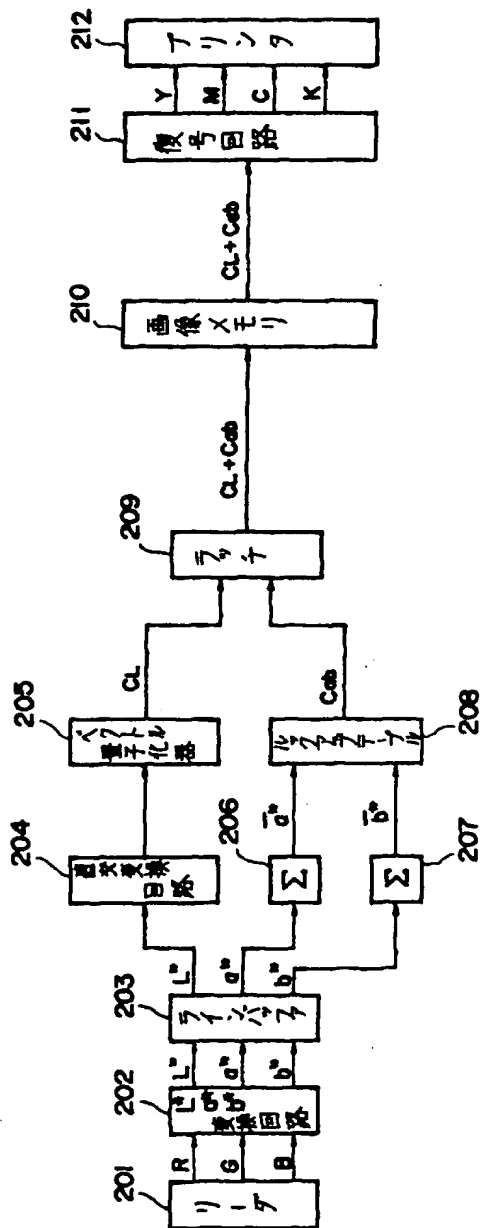 201
リーダ
R
G
B
202
L* a* b*
変換回路
L*
a*
b*
203
ラインバッファ
L*
a*
b*
204
直交変換
回路
205
ベクトル
量子化器
CL
206
Σ
a*
207
Σ
b*
208
ルックアップテーブル
Cab
209
ラッチ
CL+Cab
210
画像メモリ
CL+Cab
211
復号回路
Y
M
C
K
212
プリンタ